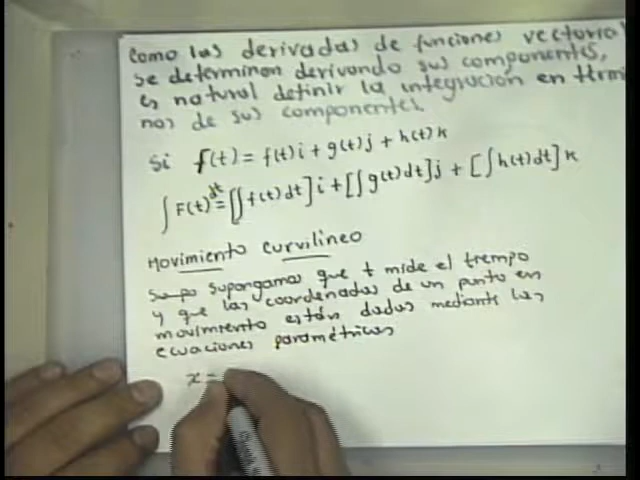 Como las derivadas de funciones vectorial
se determinan derivando sus componentes,
es natural definir la integración en térmi
nos de sus componentes
Si f(t) = f(t)i + g(t)j + h(t)k
∫F(t)dt = [∫f(t)dt]i + [∫g(t)dt]j + [∫h(t)dt]k
Movimiento Curvilineo
Supongamos que t mide el tiempo
y que las coordenadas de un punto en
movimiento están dadas mediante las
ecuaciones paramétricas
x =